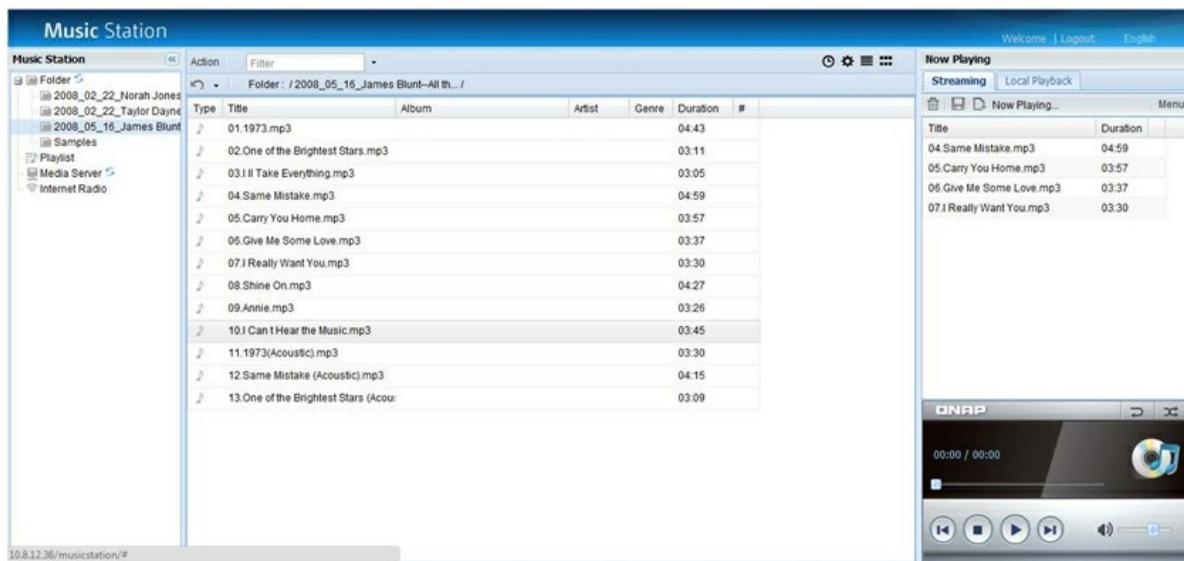 Music Station
Welcome | Logout English
Music Station
Folder
2008_02_22_Norah Jones
2008_02_22_Taylor Dayne
2008_05_16_James Blunt
Samples
Playlist
Media Server
Internet Radio
Action Filter
Folder : / 2008_05_16_James Blunt--All th... /
Type Title Album Artist Genre Duration #
01.1973.mp3 04:43
02.One of the Brightest Stars.mp3 03:11
03.I ll Take Everything.mp3 03:05
04.Same Mistake.mp3 04:59
05.Carry You Home.mp3 03:57
06.Give Me Some Love.mp3 03:37
07.I Really Want You.mp3 03:30
08.Shine On.mp3 04:27
09.Annie.mp3 03:26
10.I Can t Hear the Music.mp3 03:45
11.1973(Acoustic).mp3 03:30
12.Same Mistake (Acoustic).mp3 04:15
13.One of the Brightest Stars (Acou: 03:09
Now Playing
Streaming Local Playback
Now Playing... Menu
Title Duration
04.Same Mistake.mp3 04:59
05.Carry You Home.mp3 03:57
06.Give Me Some Love.mp3 03:37
07.I Really Want You.mp3 03:30
QNAP
00:00 / 00:00
10.8.12.36/musicstation/#